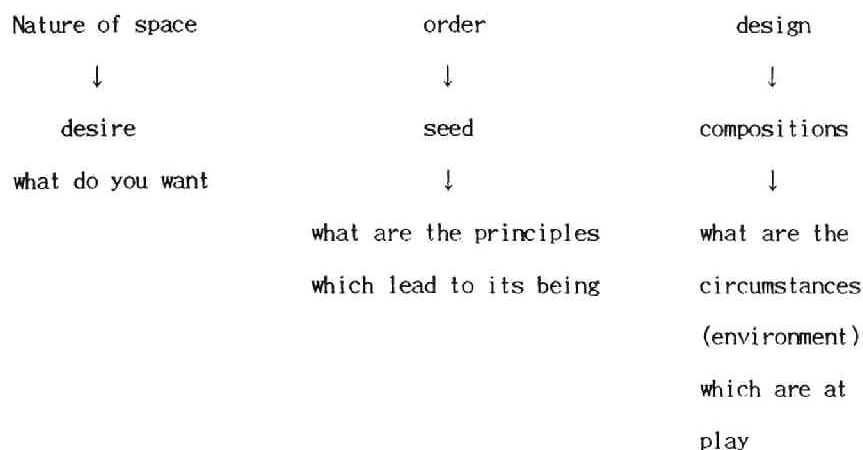 Nature of space order design
↓ ↓ ↓
desire seed compositions
what do you want ↓ ↓
what are the principles what are the
which lead to its being circumstances
(environment)
which are at
play